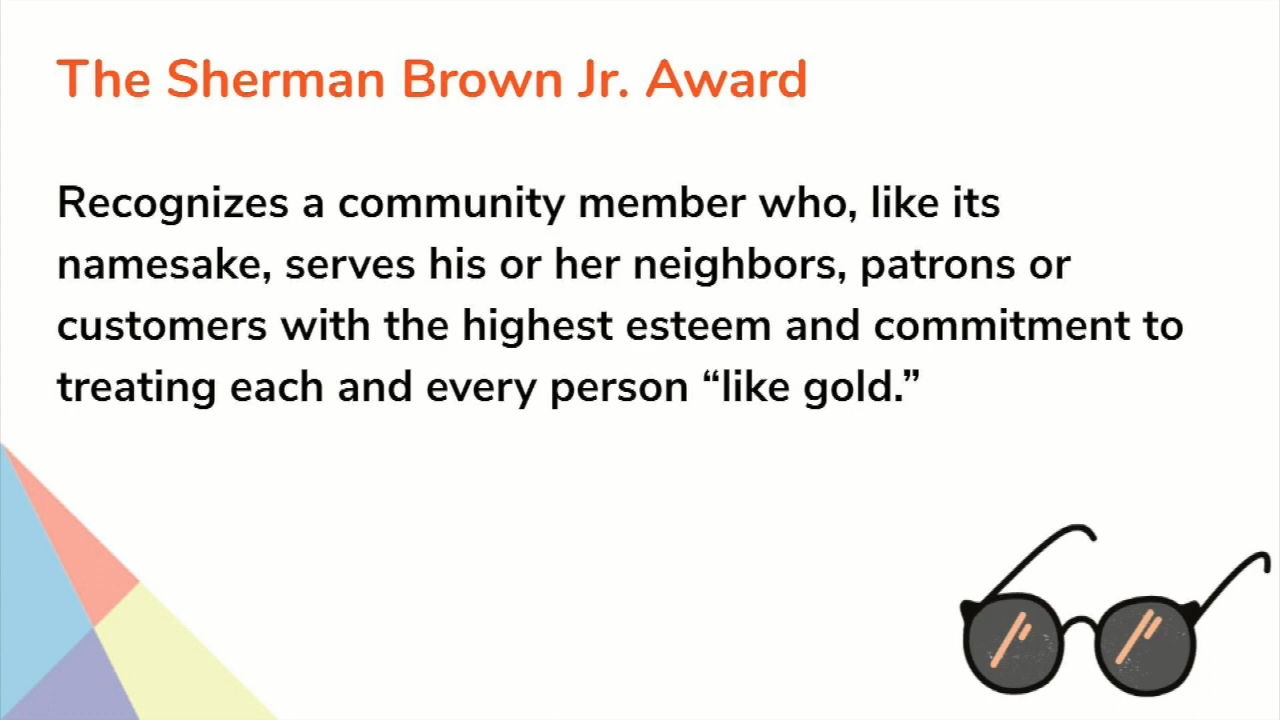 The Sherman Brown Jr. Award
Recognizes a community member who, like its
namesake, serves his or her neighbors, patrons or
customers with the highest esteem and commitment to
treating each and every person “like gold.”